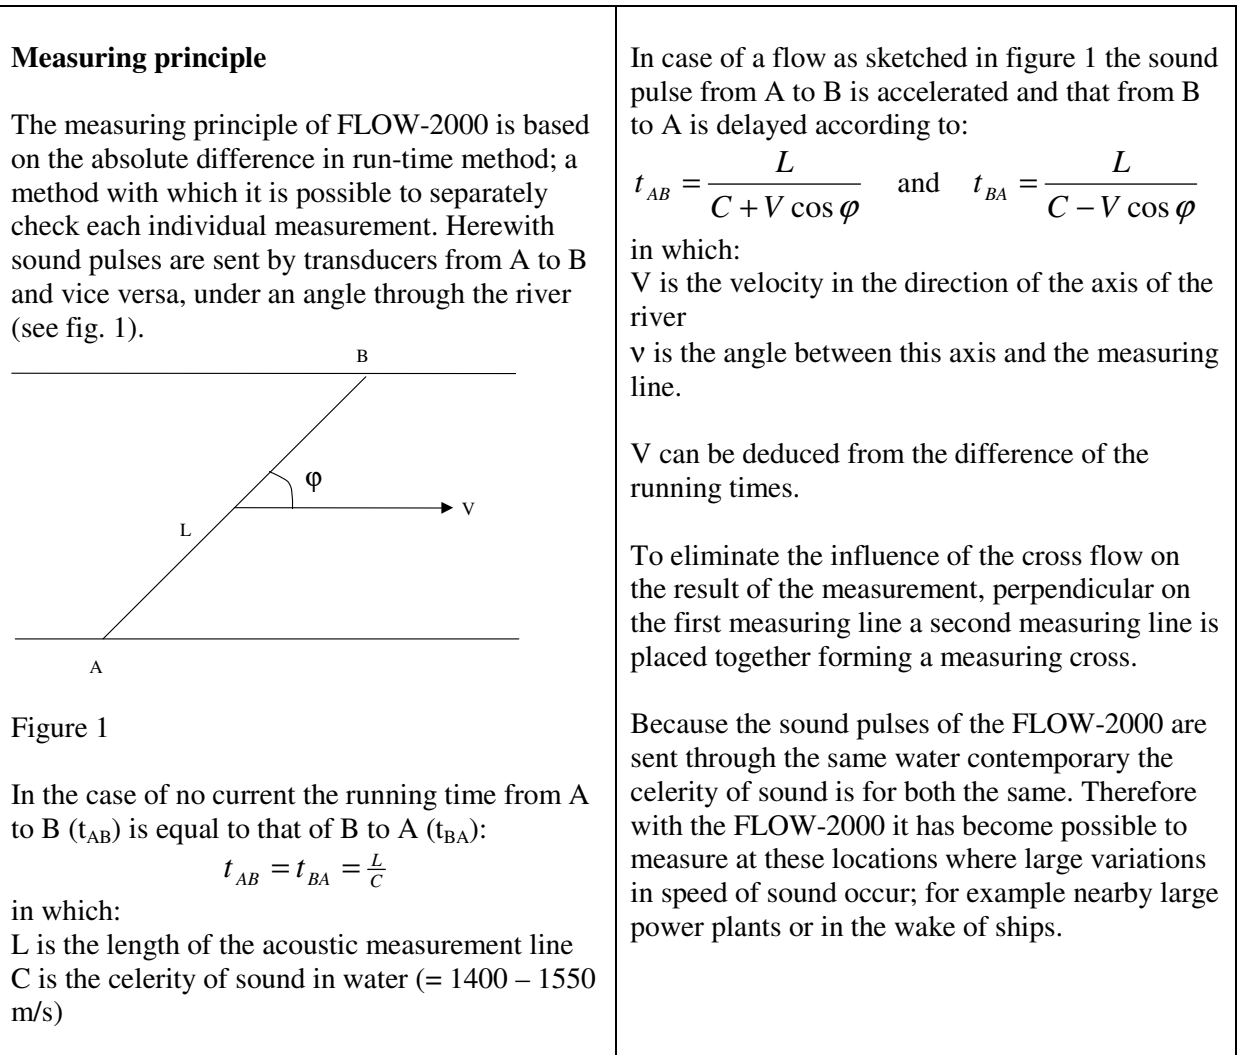 Measuring principle
The measuring principle of FLOW-2000 is based
on the absolute difference in run-time method; a
method with which it is possible to separately
check each individual measurement. Herewith
sound pulses are sent by transducers from A to B
and vice versa, under an angle through the river
(see fig. 1).
B
φ
V
L
A
Figure 1
In the case of no current the running time from A
to B (t_AB) is equal to that of B to A (t_BA):
t_AB = t_BA = L/C
in which:
L is the length of the acoustic measurement line
C is the celerity of sound in water (= 1400 – 1550
m/s)
In case of a flow as sketched in figure 1 the sound
pulse from A to B is accelerated and that from B
to A is delayed according to:
t_AB = L/(C + V cos φ) and t_BA = L/(C − V cos φ)
in which:
V is the velocity in the direction of the axis of the
river
ν is the angle between this axis and the measuring
line.
V can be deduced from the difference of the
running times.
To eliminate the influence of the cross flow on
the result of the measurement, perpendicular on
the first measuring line a second measuring line is
placed together forming a measuring cross.
Because the sound pulses of the FLOW-2000 are
sent through the same water contemporary the
celerity of sound is for both the same. Therefore
with the FLOW-2000 it has become possible to
measure at these locations where large variations
in speed of sound occur; for example nearby large
power plants or in the wake of ships.